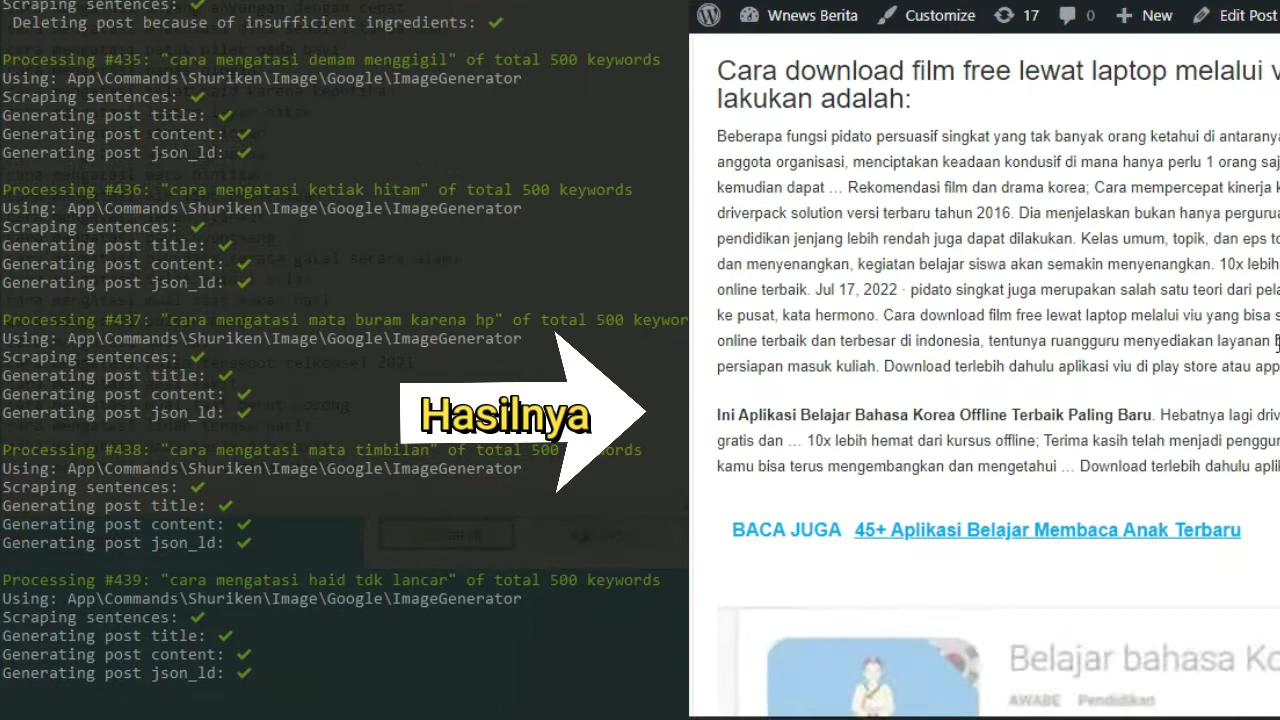 Scraping sentences:
Deleting post because of insufficient ingredients: ✔
Processing #435: "cara mengatasi demam menggigil" of total 500 keywords
Using: App\Commands\Shuriken\Image\Google\ImageGenerator
Scraping sentences: ✔
Generating post title: ✔
Generating post content: ✔
Generating post json_ld: ✔
Processing #436: "cara mengatasi ketiak hitam" of total 500 keywords
Using: App\Commands\Shuriken\Image\Google\ImageGenerator
Scraping sentences: ✔
Generating post title: ✔
Generating post content: ✔
Generating post json_ld: ✔
Processing #437: "cara mengatasi mata buram karena hp" of total 500 keywor
Using: App\Commands\Shuriken\Image\Google\ImageGenerator
Scraping sentences: ✔
Generating post title: ✔
Generating post content: ✔
Generating post json_ld: ✔
Processing #438: "cara mengatasi mata timbilan" of total 500 words
Using: App\Commands\Shuriken\Image\Google\ImageGenerator
Scraping sentences: ✔
Generating post title: ✔
Generating post content: ✔
Generating post json_ld: ✔
Processing #439: "cara mengatasi haid tdk lancar" of total 500 keywords
Using: App\Commands\Shuriken\Image\Google\ImageGenerator
Scraping sentences: ✔
Generating post title: ✔
Generating post content: ✔
Generating post json_ld: ✔
Hasilnya
Wnews Berita Customize 17 0 New Edit Post
Cara download film free lewat laptop melalui v
lakukan adalah:
Beberapa fungsi pidato persuasif singkat yang tak banyak orang ketahui di antarany
anggota organisasi, menciptakan keadaan kondusif di mana hanya perlu 1 orang sa
kemudian dapat … Rekomendasi film dan drama korea; Cara mempercepat kinerja k
driverpack solution versi terbaru tahun 2016. Dia menjelaskan bukan hanya pergurua
pendidikan jenjang lebih rendah juga dapat dilakukan. Kelas umum, topik, dan eps to
dan menyenangkan, kegiatan belajar siswa akan semakin menyenangkan. 10x lebih
online terbaik. Jul 17, 2022 · pidato singkat juga merupakan salah satu teori dari pela
ke pusat, kata hermono. Cara download film free lewat laptop melalui viu yang bisa s
online terbaik dan terbesar di indonesia, tentunya ruangguru menyediakan layanan b
persiapan masuk kuliah. Download terlebih dahulu aplikasi viu di play store atau app
Ini Aplikasi Belajar Bahasa Korea Offline Terbaik Paling Baru. Hebatnya lagi driv
gratis dan … 10x lebih hemat dari kursus offline; Terima kasih telah menjadi penggun
kamu bisa terus mengembangkan dan mengetahui … Download terlebih dahulu aplik
BACA JUGA 45+ Aplikasi Belajar Membaca Anak Terbaru
Belajar bahasa Ko
AWABE Pendidikan